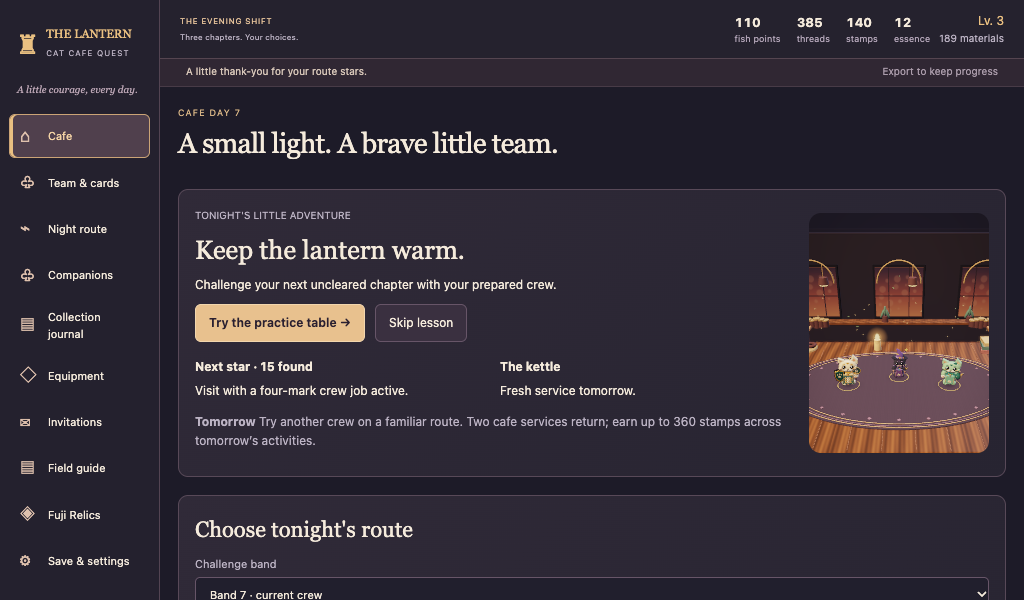 THE LANTERN
CAT CAFE QUEST
A little courage, every day.
Cafe
Team & cards
Night route
Companions
Collection
journal
Equipment
Invitations
Field guide
Fuji Relics
Save & settings
THE EVENING SHIFT
Three chapters. Your choices.
110
fish points
385
threads
140
stamps
12
essence
Lv. 3
189 materials
A little thank-you for your route stars.
Export to keep progress
CAFE DAY 7
A small light. A brave little team.
TONIGHT'S LITTLE ADVENTURE
Keep the lantern warm.
Challenge your next uncleared chapter with your prepared crew.
Try the practice table →
Skip lesson
Next star · 15 found
Visit with a four-mark crew job active.
The kettle
Fresh service tomorrow.
Tomorrow Try another crew on a familiar route. Two cafe services return; earn up to 360 stamps across
tomorrow's activities.
Choose tonight's route
Challenge band
Band 7 · current crew